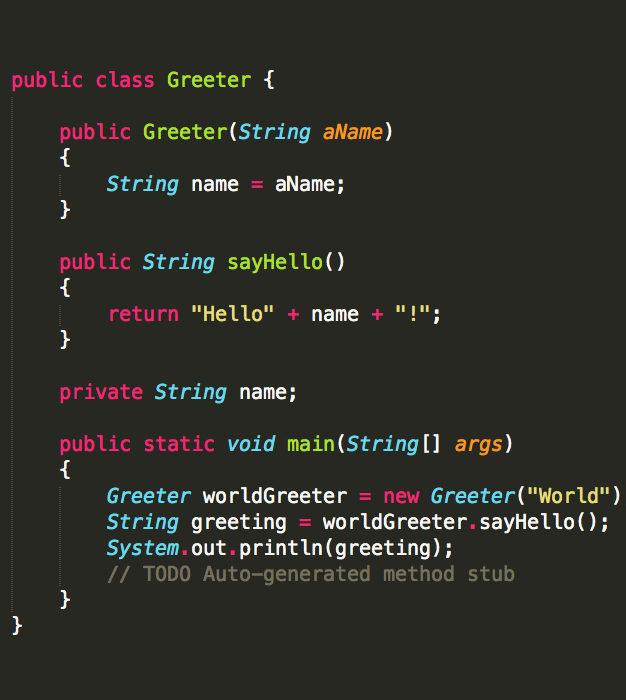 public class Greeter {
public Greeter(String aName)
{
String name = aName;
}
public String sayHello()
{
return "Hello" + name + "!";
}
private String name;
public static void main(String[] args)
{
Greeter worldGreeter = new Greeter("World")
String greeting = worldGreeter.sayHello();
System.out.println(greeting);
// TODO Auto-generated method stub
}
}